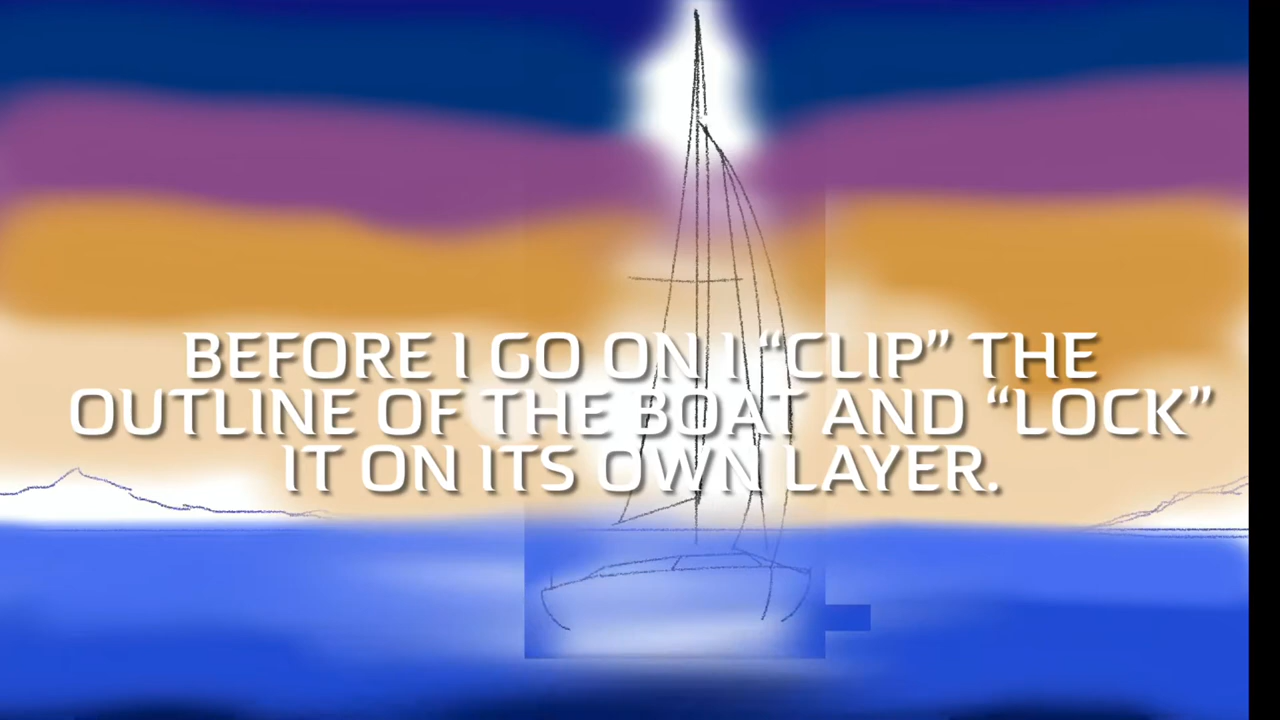 BEFORE I GO ON I “CLIP” THE
OUTLINE OF THE BOAT AND “LOCK”
IT ON ITS OWN LAYER.